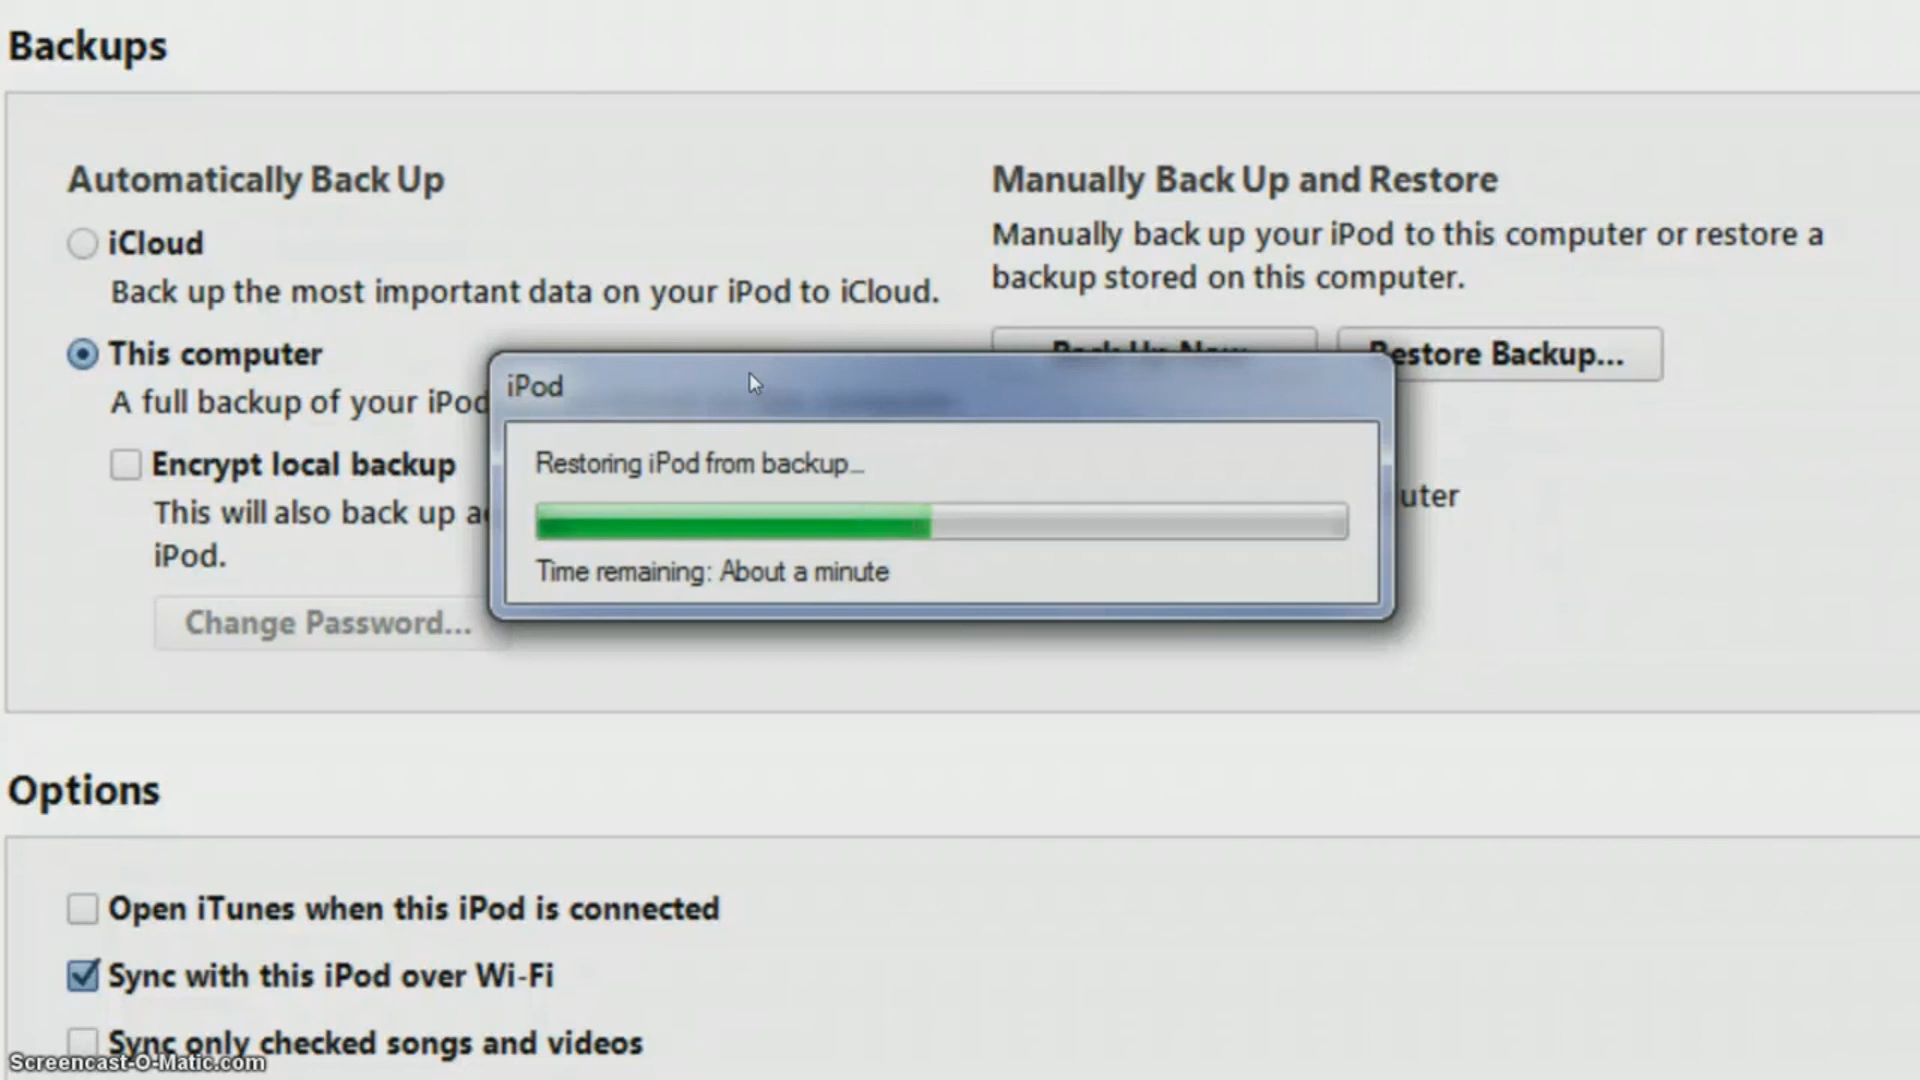 Backups
Automatically Back Up
iCloud
Back up the most important data on your iPod to iCloud.
This computer
A full backup of your iPod
Encrypt local backup
This will also back up
iPod.
Change Password...
Manually Back Up and Restore
Manually back up your iPod to this computer or restore a
backup stored on this computer.
Back Up Now
Restore Backup...
uter
iPod
Restoring iPod from backup...
Time remaining: About a minute
Options
Open iTunes when this iPod is connected
Sync with this iPod over Wi-Fi
Sync only checked songs and videos
Screencast-O-Matic.com